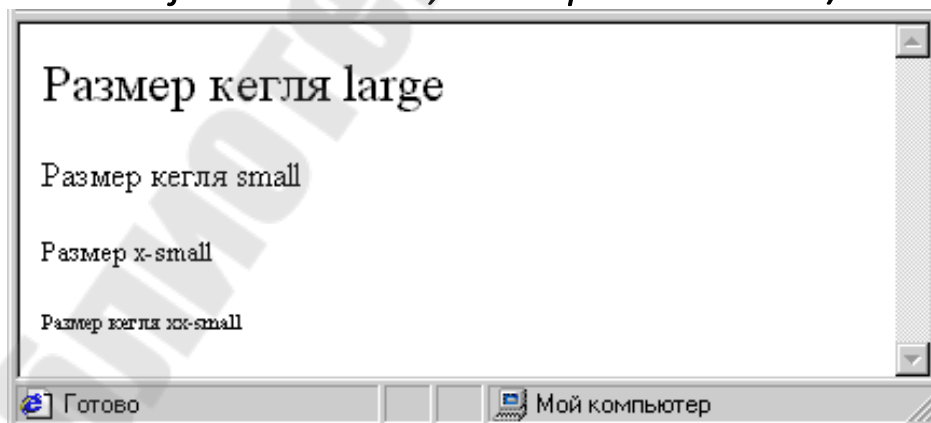 Размер кегля large
Размер кегля small
Размер x-small
Размер кегля xx-small
Готово
Мой компьютер